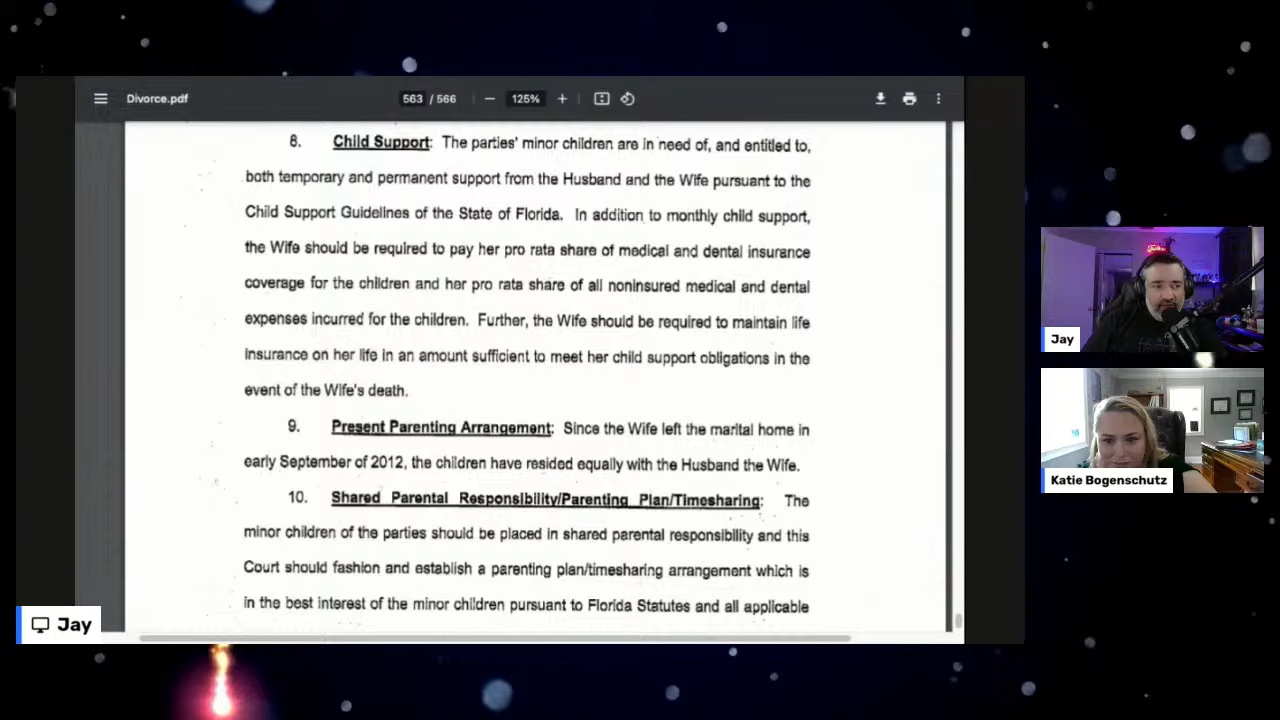 Divorce.pdf
563 / 566
125%
8. Child Support: The parties' minor children are in need of, and entitled to,
both temporary and permanent support from the Husband and the Wife pursuant to the
Child Support Guidelines of the State of Florida. In addition to monthly child support,
the Wife should be required to pay her pro rata share of medical and dental insurance
coverage for the children and her pro rata share of all noninsured medical and dental
expenses incurred for the children. Further, the Wife should be required to maintain life
insurance on her life in an amount sufficient to meet her child support obligations in the
event of the Wife's death.
9. Present Parenting Arrangement: Since the Wife left the marital home in
early September of 2012, the children have resided equally with the Husband the Wife.
10. Shared Parental Responsibility/Parenting Plan/Timesharing: The
minor children of the parties should be placed in shared parental responsibility and this
Court should fashion and establish a parenting plan/timesharing arrangement which is
in the best interest of the minor children pursuant to Florida Statutes and all applicable
Jay
Jay
Katie Bogenschutz